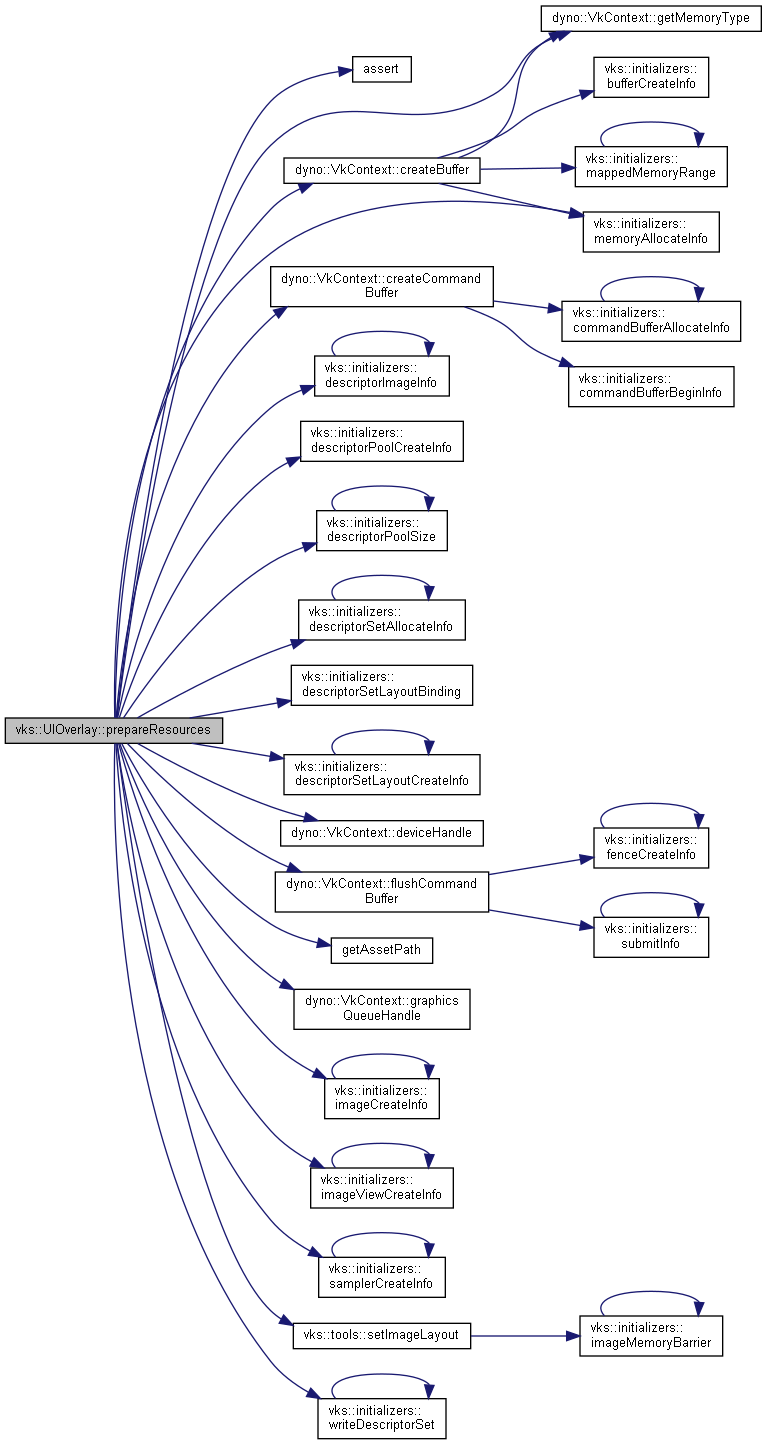 dyno::VkContext::getMemoryType
assert
vks::initializers::
bufferCreateInfo
dyno::VkContext::createBuffer
vks::initializers::
mappedMemoryRange
vks::initializers::
memoryAllocateInfo
dyno::VkContext::createCommand
Buffer
vks::initializers::
commandBufferAllocateInfo
vks::initializers::
descriptorImageInfo
vks::initializers::
commandBufferBeginInfo
vks::initializers::
descriptorPoolCreateInfo
vks::initializers::
descriptorPoolSize
vks::initializers::
descriptorSetAllocateInfo
vks::initializers::
descriptorSetLayoutBinding
vks::UIOverlay::prepareResources
vks::initializers::
descriptorSetLayoutCreateInfo
dyno::VkContext::deviceHandle
vks::initializers::
fenceCreateInfo
dyno::VkContext::flushCommand
Buffer
vks::initializers::
submitInfo
getAssetPath
dyno::VkContext::graphics
QueueHandle
vks::initializers::
imageCreateInfo
vks::initializers::
imageViewCreateInfo
vks::initializers::
samplerCreateInfo
vks::tools::setImageLayout
vks::initializers::
imageMemoryBarrier
vks::initializers::
writeDescriptorSet